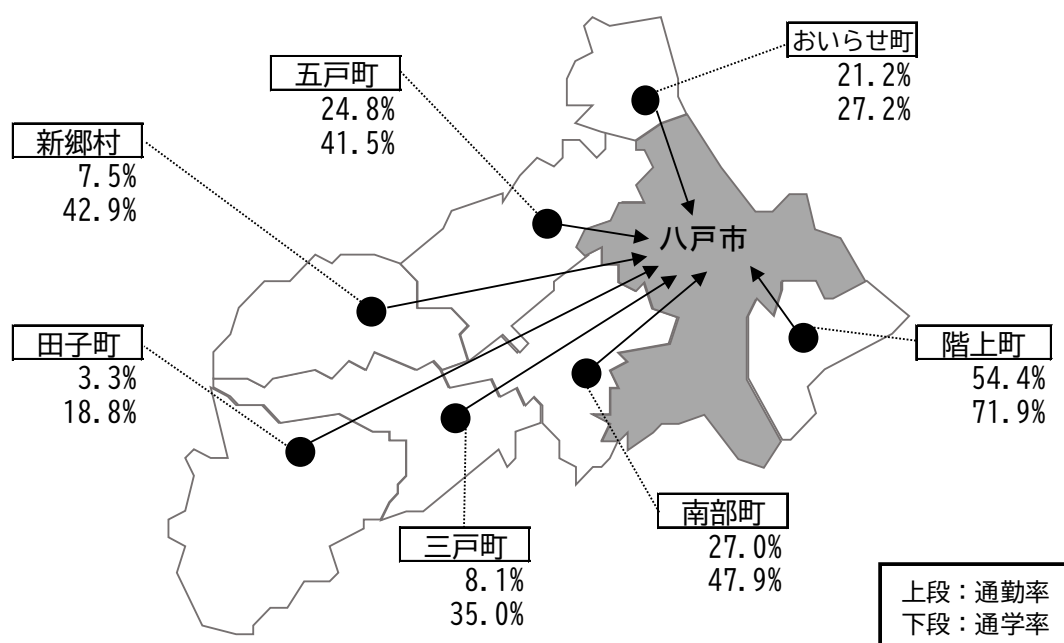 おいらせ町
21.2%
27.2%
五戸町
24.8%
41.5%
新郷村
7.5%
42.9%
八戸市
田子町
3.3%
18.8%
階上町
54.4%
71.9%
南部町
27.0%
47.9%
三戸町
8.1%
35.0%
上段：通勤率
下段：通学率